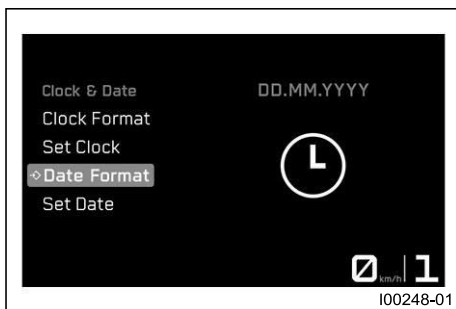 Clock & Date
DD.MM.YYYY
Clock Format
Set Clock
Date Format
Set Date
0 km/h 1
I00248-01